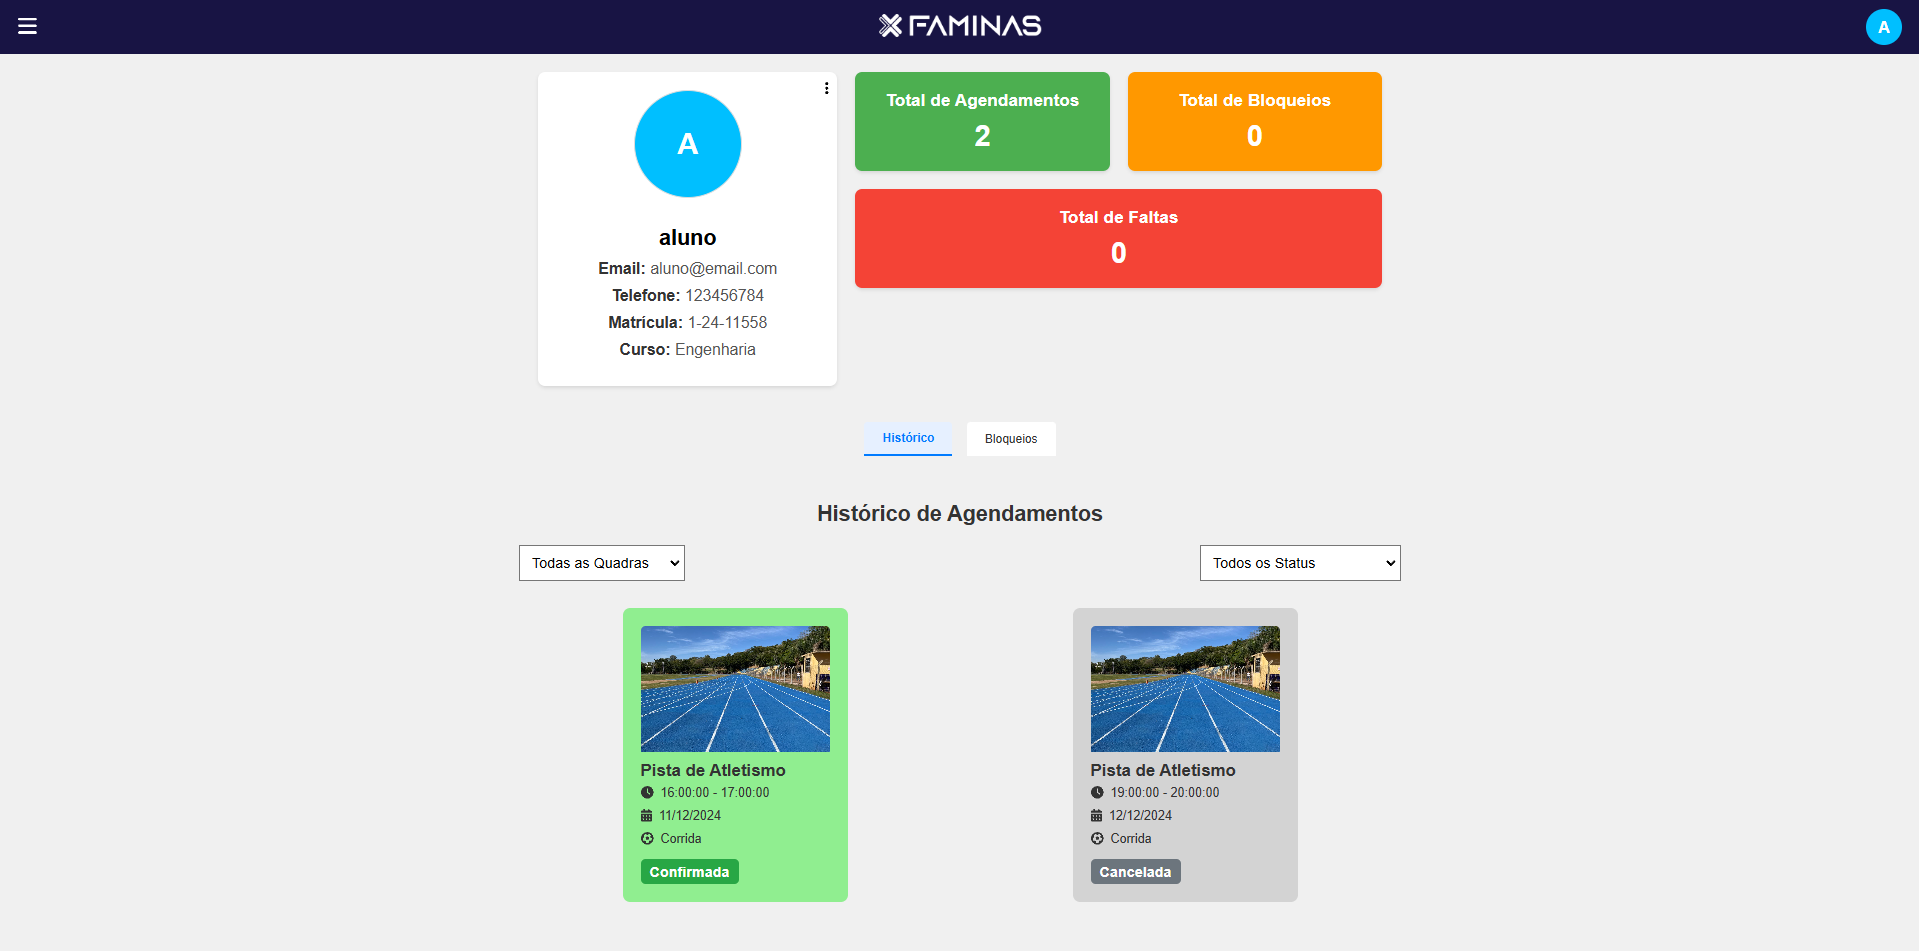 FAMINAS
A
A
aluno
Email: aluno@email.com
Telefone: 123456784
Matrícula: 1-24-11558
Curso: Engenharia
Total de Agendamentos
2
Total de Bloqueios
0
Total de Faltas
0
Histórico
Bloqueios
Histórico de Agendamentos
Todas as Quadras
Todos os Status
Pista de Atletismo
16:00:00 - 17:00:00
11/12/2024
Corrida
Confirmada
Pista de Atletismo
19:00:00 - 20:00:00
12/12/2024
Corrida
Cancelada